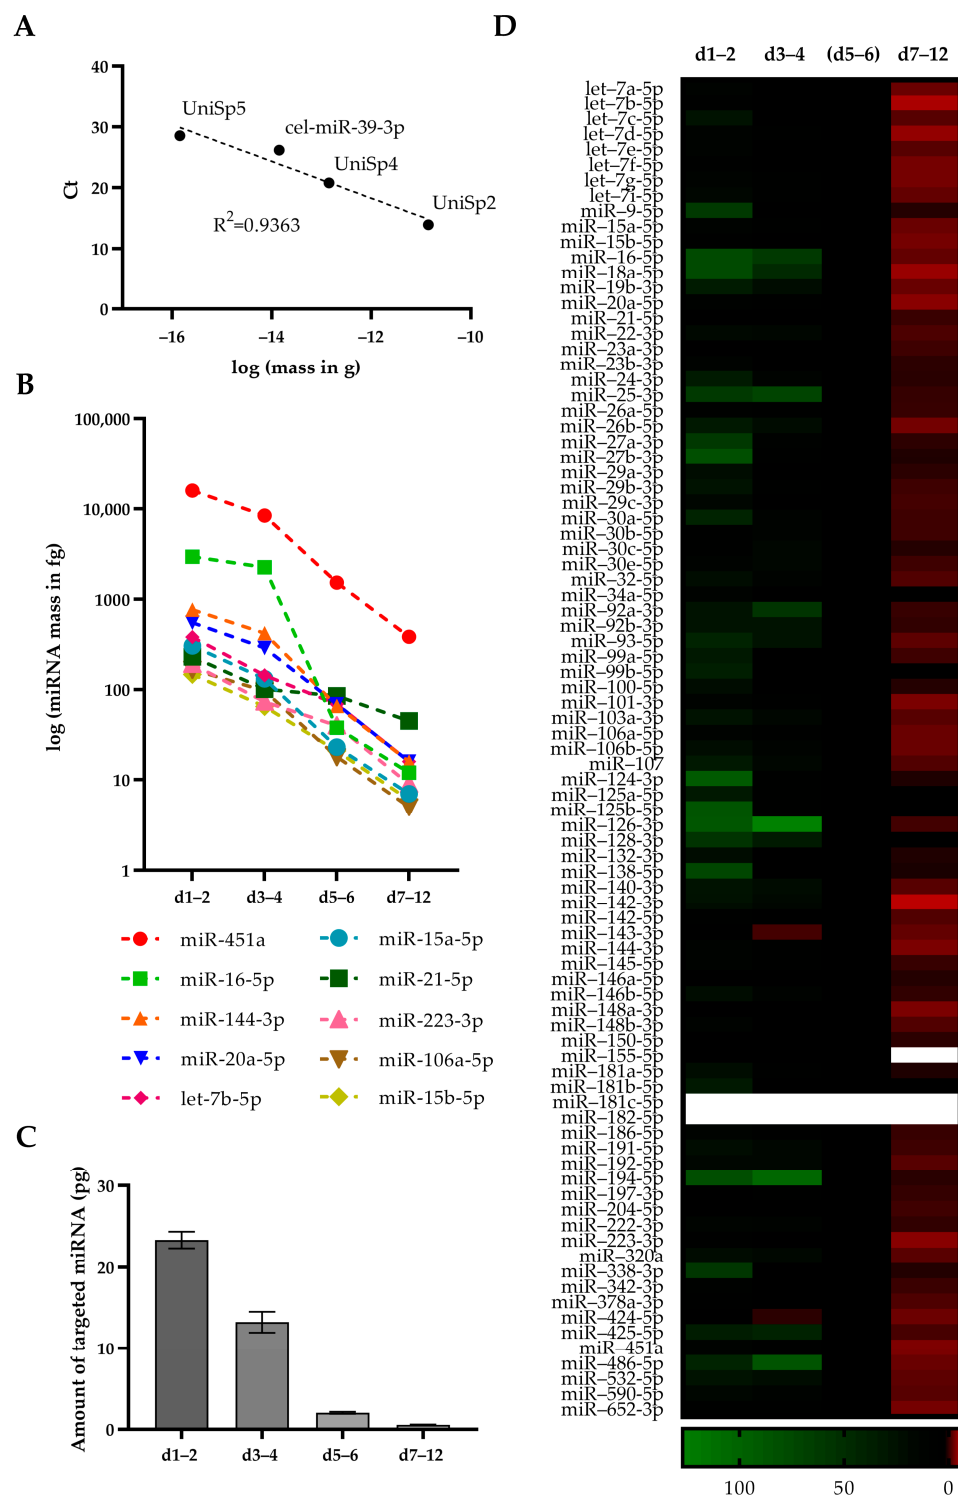 A
40
30
20
10
0
Ct
UniSp5
cel-miR-39-3p
UniSp4
UniSp2
R2=0.9363
−16
−14
−12
−10
log (mass in g)
B
100,000
10,000
1000
100
10
1
log (miRNA mass in fg)
d1–2
d3–4
d5–6
d7–12
miR-451a
miR-15a-5p
miR-16-5p
miR-21-5p
miR-144-3p
miR-223-3p
miR-20a-5p
miR-106a-5p
let-7b-5p
miR-15b-5p
C
30
20
10
0
Amount of targeted miRNA (pg)
d1–2
d3–4
d5–6
d7–12
D
d1–2
d3–4
(d5–6)
d7–12
let–7a-5p
let–7b-5p
let–7c-5p
let–7d-5p
let–7e-5p
let–7f-5p
let–7g-5p
let–7i-5p
miR–9-5p
miR–15a-5p
miR–15b-5p
miR–16-5p
miR–18a-5p
miR–19b-3p
miR–20a-5p
miR–21-5p
miR–22-3p
miR–23a-3p
miR–23b-3p
miR–24-3p
miR–25-3p
miR–26a-5p
miR–26b-5p
miR–27a-3p
miR–27b-3p
miR–29a-3p
miR–29b-3p
miR–29c-3p
miR–30a-5p
miR–30b-5p
miR–30c-5p
miR–30e-5p
miR–32-5p
miR–34a-5p
miR–92a-3p
miR–92b-3p
miR–93-5p
miR–99a-5p
miR–99b-5p
miR–100-5p
miR–101-3p
miR–103a-3p
miR–106a-5p
miR–106b-5p
miR–107
miR–124-3p
miR–125a-5p
miR–125b-5p
miR–126-3p
miR–128-3p
miR–132-3p
miR–138-5p
miR–140-3p
miR–142-3p
miR–142-5p
miR–143-3p
miR–144-3p
miR–145-5p
miR–146a-5p
miR–146b-5p
miR–148a-3p
miR–148b-3p
miR–150-5p
miR–155-5p
miR–181a-5p
miR–181b-5p
miR–181c-5p
miR–182-5p
miR–186-5p
miR–191-5p
miR–192-5p
miR–194-5p
miR–197-3p
miR–204-5p
miR–222-3p
miR–223-3p
miR–320a
miR–338-3p
miR–342-3p
miR–378a-3p
miR–424-5p
miR–425-5p
miR–451a
miR–486-5p
miR–532-5p
miR–590-5p
miR–652-3p
100
50
0